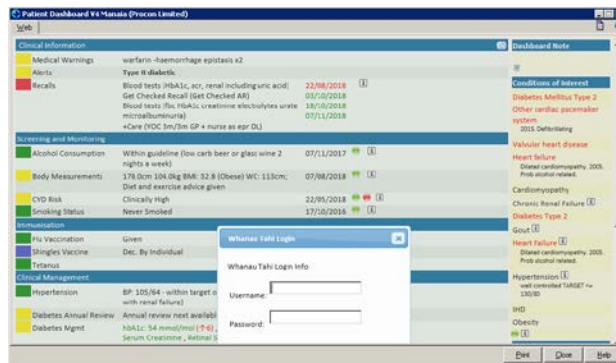 Patient Dashboard V4 Manaia (Procon Limited)
Web
Clinical Information
Medical Warnings warfarin -haemorrhage epistaxis x2
Alerts Type II diabetic
Recalls Blood tests (HbA1c, acr, renal including uric acid) 22/08/2018
Get Checked Recall (Get Checked AR) 03/10/2018
Blood tests (fbc HbA1c creatinine electrolytes urate 18/10/2018
microalbuminuria) 07/11/2018
+Care (YOC 3m/3m GP + nurse as epr DL)
Screening and Monitoring
Alcohol Consumption Within guideline (low carb beer or glass wine 2 07/11/2017
nights a week)
Body Measurements 178.0cm 104.0kg BMI: 32.8 (Obese) WC: 113cm; 07/08/2018
Diet and exercise advice given
CVD Risk Clinically High 22/05/2018
Smoking Status Never Smoked 17/10/2016
Immunisation
Flu Vaccination Given
Shingles Vaccine Dec. By Individual
Tetanus
Clinical Management
Hypertension BP: 105/64 - within target
with renal failure)
Diabetes Annual Review Annual review next
Diabetes Mgmt hbA1c: 54 mmol/mol (↑6)
Serum Creatinine , Retinal
Whanau Tahi Login
Whanau Tahi Login Info
Username:
Password:
Dashboard Note
Conditions of Interest
Diabetes Mellitus Type 2
Other cardiac pacemaker
system
2015. Defibrillating
Valvular heart disease
Heart failure
Dilated cardiomyopathy. 2005.
Prob alcohol related.
Cardiomyopathy
Chronic Renal Failure
Diabetes Type 2
Gout
Heart Failure
Dilated cardiomyopathy. 2005
Prob alcohol related.
Hypertension
well controlled TARGET <=
130/80
IHD
Obesity
Print Close Help